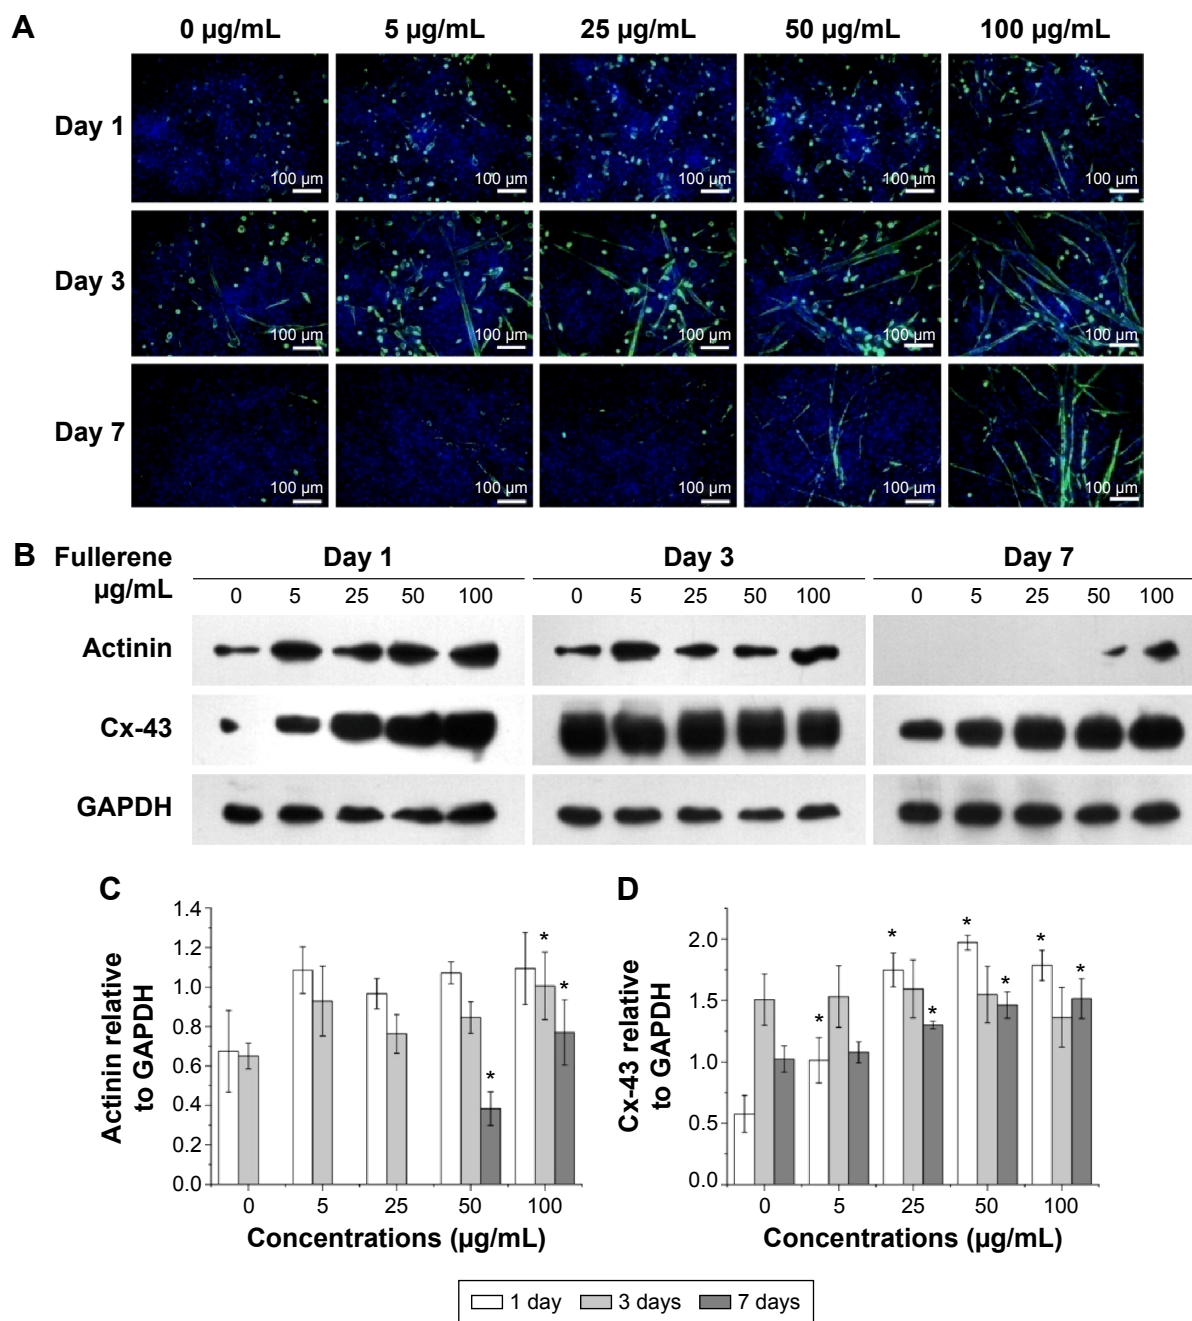 A
0 µg/mL 5 µg/mL 25 µg/mL 50 µg/mL 100 µg/mL
Day 1
100 µm 100 µm 100 µm 100 µm 100 µm
Day 3
100 µm 100 µm 100 µm 100 µm 100 µm
Day 7
100 µm 100 µm 100 µm 100 µm 100 µm
B Fullerene Day 1 Day 3 Day 7
µg/mL 0 5 25 50 100 0 5 25 50 100 0 5 25 50 100
Actinin
Cx-43
GAPDH
C
Actinin relative
to GAPDH
1.4
1.2
1.0
0.8
0.6
0.4
0.2
0.0
* * *
0 5 25 50 100
Concentrations (µg/mL)
D
Cx-43 relative
to GAPDH
2.0
1.5
1.0
0.5
0.0
* * * * * * *
0 5 25 50 100
Concentrations (µg/mL)
1 day 3 days 7 days